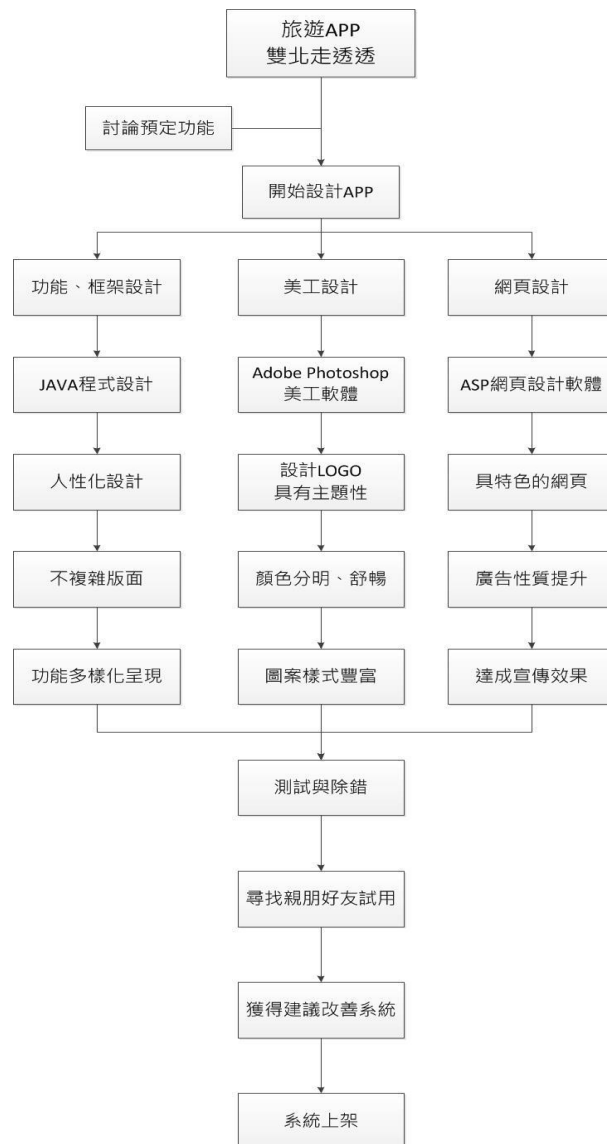 旅遊APP
雙北走透透
討論預定功能
開始設計APP
功能、框架設計
美工設計
網頁設計
JAVA程式設計
Adobe Photoshop
美工軟體
ASP網頁設計軟體
人性化設計
設計LOGO
具有主題性
具特色的網頁
不複雜版面
顏色分明、舒暢
廣告性質提升
功能多樣化呈現
圖案樣式豐富
達成宣傳效果
測試與除錯
尋找親朋好友試用
獲得建議改善系統
系統上架